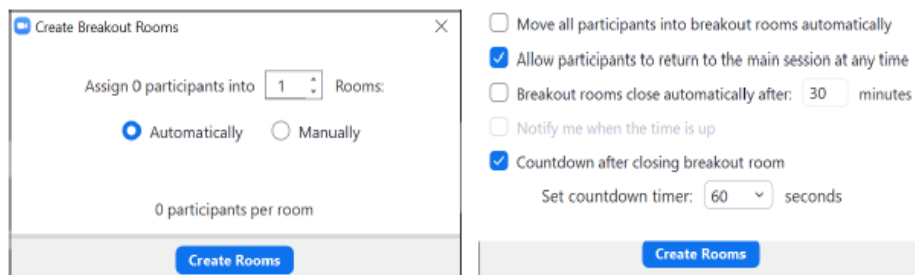 Create Breakout Rooms
Assign 0 participants into 1 Rooms:
Automatically Manually
0 participants per room
Create Rooms
Move all participants into breakout rooms automatically
Allow participants to return to the main session at any time
Breakout rooms close automatically after: 30 minutes
Notify me when the time is up
Countdown after closing breakout room
Set countdown timer: 60 seconds
Create Rooms